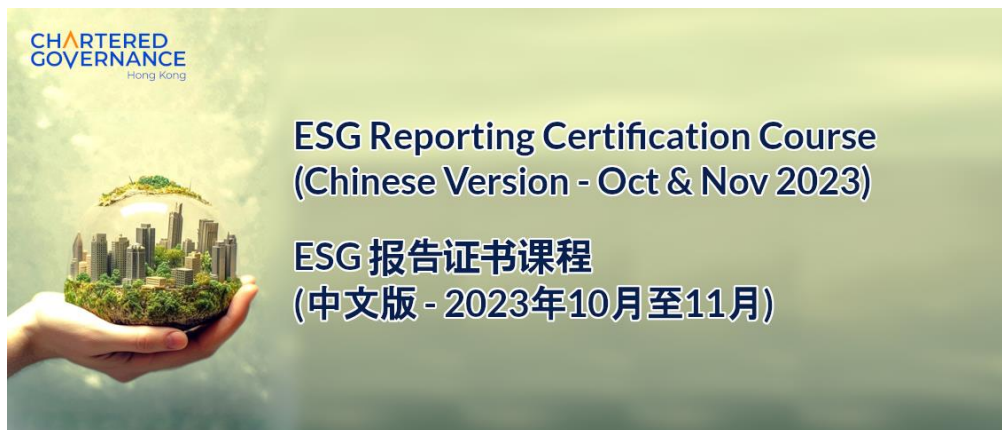 CHARTERED
GOVERNANCE
Hong Kong
ESG Reporting Certification Course
(Chinese Version - Oct & Nov 2023)
ESG 报告证书课程
(中文版 - 2023年10月至11月)